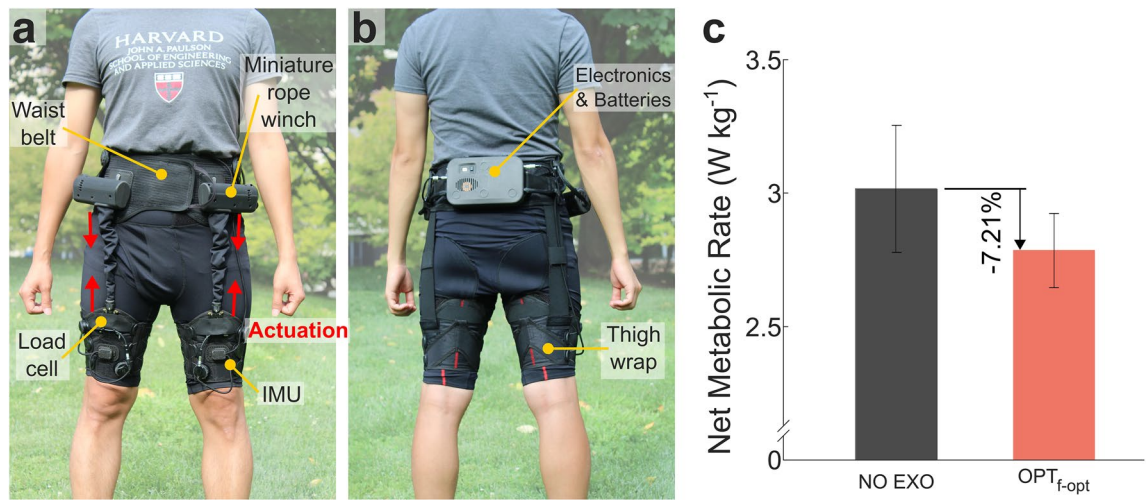 a
HARVARD
JOHN A. PAULSON
SCHOOL OF ENGINEERING
AND APPLIED SCIENCES
Miniature
rope
winch
Waist
belt
Load
cell
Actuation
IMU
b
Electronics
& Batteries
Thigh
wrap
c
Net Metabolic Rate (W kg⁻¹)
3.5
3
2.5
0
-7.21%
NO EXO
OPTf-opt